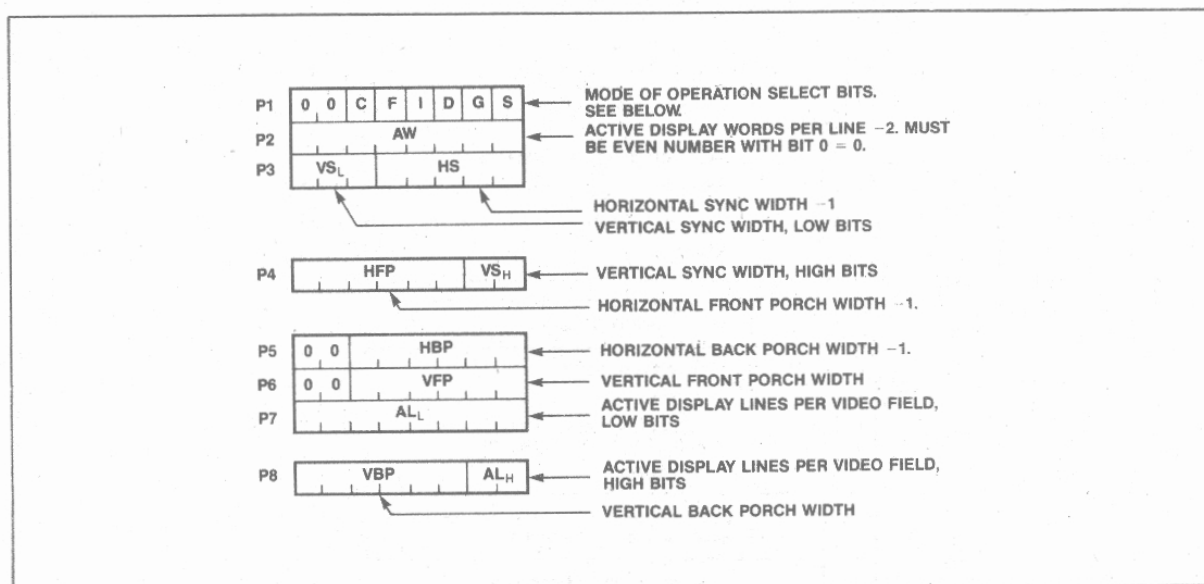 P1 0 0 C F I D G S MODE OF OPERATION SELECT BITS.
SEE BELOW.
P2 AW ACTIVE DISPLAY WORDS PER LINE −2. MUST
BE EVEN NUMBER WITH BIT 0 = 0.
P3 VSL HS
HORIZONTAL SYNC WIDTH −1
VERTICAL SYNC WIDTH, LOW BITS
P4 HFP VSH VERTICAL SYNC WIDTH, HIGH BITS
HORIZONTAL FRONT PORCH WIDTH −1.
P5 0 0 HBP HORIZONTAL BACK PORCH WIDTH −1.
P6 0 0 VFP VERTICAL FRONT PORCH WIDTH
P7 ALL ACTIVE DISPLAY LINES PER VIDEO FIELD,
LOW BITS
P8 VBP ALH ACTIVE DISPLAY LINES PER VIDEO FIELD,
HIGH BITS
VERTICAL BACK PORCH WIDTH